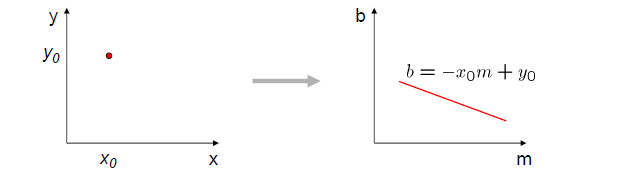 y
y₀
x₀
x
b
b = −x₀m + y₀
m